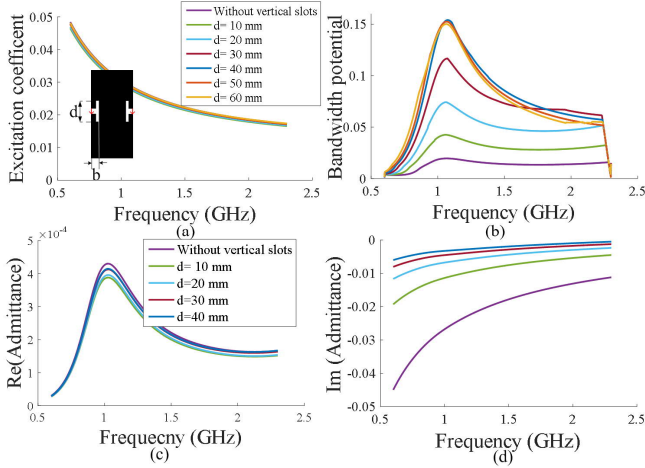 0.05
0.04
0.03
0.02
0.01
0
0.5
1
1.5
2
2.5
Excitation coefficent
Frequency (GHz)
(a)
d
b
Without vertical slots
d= 10 mm
d= 20 mm
d= 30 mm
d= 40 mm
d= 50 mm
d= 60 mm
0.15
0.1
0.05
0
0.5
1
1.5
2
2.5
Bandwidth potential
Frequency (GHz)
(b)
×10⁻⁴
5
4
3
2
1
0
0.5
1
1.5
2
2.5
Re(Admittance)
Frequecny (GHz)
(c)
Without vertical slots
d= 10 mm
d=20 mm
d=30 mm
d=40 mm
0
-0.01
-0.02
-0.03
-0.04
-0.05
0.5
1
1.5
2
2.5
Im (Admittance)
Frequency (GHz)
(d)